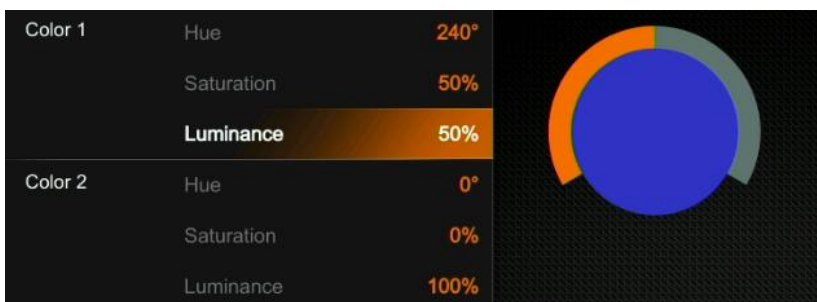 Color 1 Hue 240°
Saturation 50%
Luminance 50%
Color 2 Hue 0°
Saturation 0%
Luminance 100%